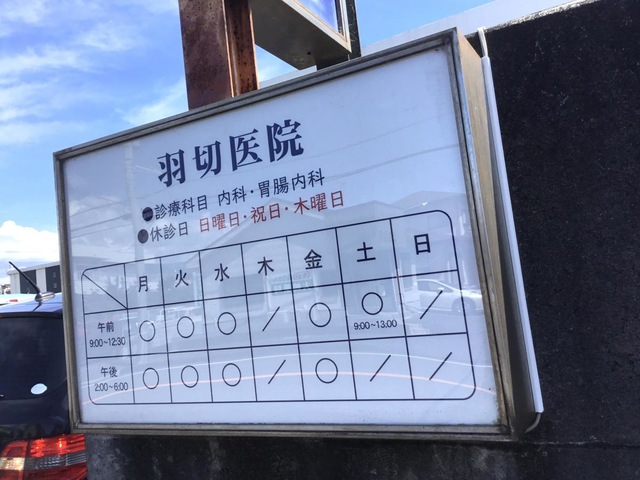 羽切医院
●診療科目 内科・胃腸内科
●休診日 日曜日・祝日・木曜日
月 火 水 木 金 土 日
午前 9:00~12:30 ○ ○ ○ / ○ ○ 9:00~13:00 /
午後 2:00~6:00 ○ ○ ○ / ○ / /